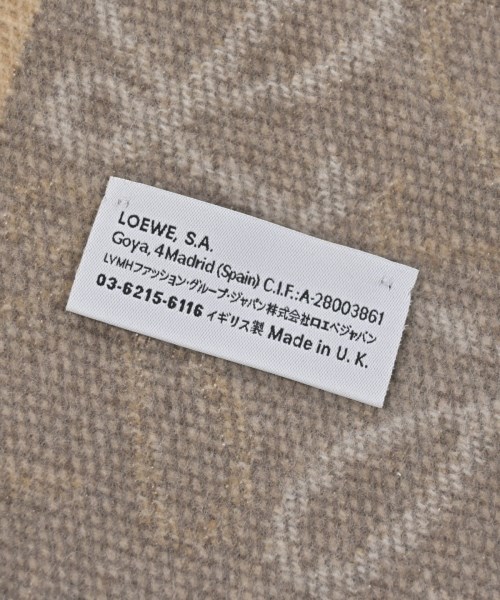 LOEWE, S.A.
Goya, 4 Madrid (Spain) C.I.F.:A-28003861
LVMHファッション・グループ・ジャパン株式会社ロエベジャパン
03-6215-6116 イギリス製 Made in U. K.